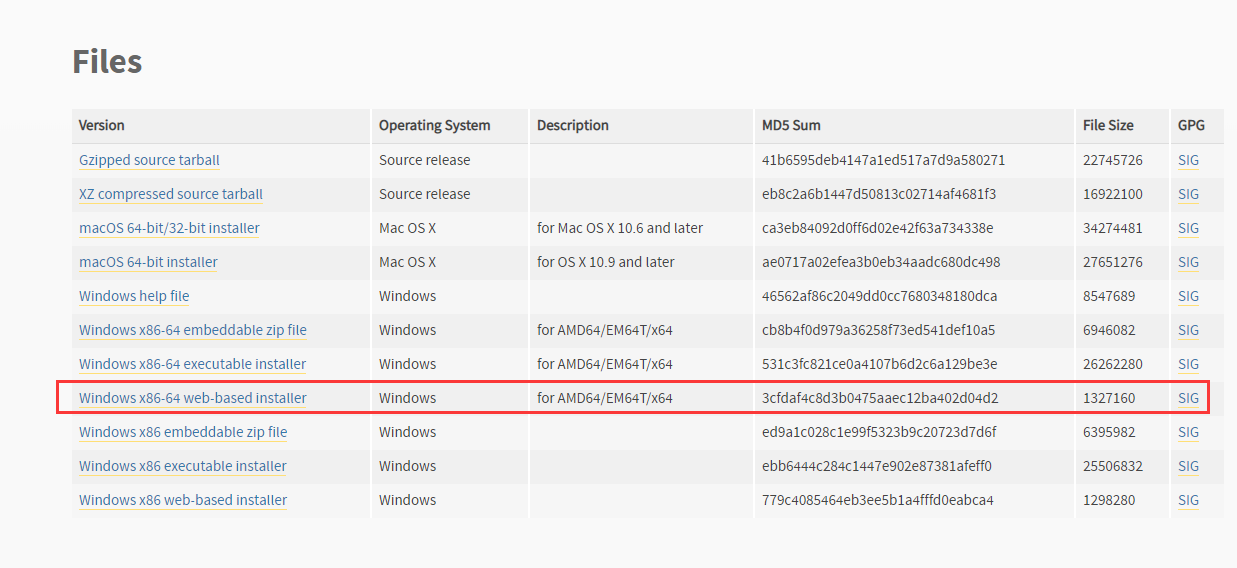 Files
Version Operating System Description MD5 Sum File Size GPG
Gzipped source tarball Source release 41b6595deb4147a1ed517a7d9a580271 22745726 SIG
XZ compressed source tarball Source release eb8c2a6b1447d50813c02714af4681f3 16922100 SIG
macOS 64-bit/32-bit installer Mac OS X for Mac OS X 10.6 and later ca3eb84092d0ff6d02e42f63a734338e 34274481 SIG
macOS 64-bit installer Mac OS X for OS X 10.9 and later ae0717a02efea3b0eb34aadc680dc498 27651276 SIG
Windows help file Windows 46562af86c2049dd0cc7680348180dca 8547689 SIG
Windows x86-64 embeddable zip file Windows for AMD64/EM64T/x64 cb8b4f0d979a36258f73ed541def10a5 6946082 SIG
Windows x86-64 executable installer Windows for AMD64/EM64T/x64 531c3fc821ce0a4107b6d2c6a129be3e 26262280 SIG
Windows x86-64 web-based installer Windows for AMD64/EM64T/x64 3cfdaf4c8d3b0475aaec12ba402d04d2 1327160 SIG
Windows x86 embeddable zip file Windows ed9a1c028c1e99f5323b9c20723d7d6f 6395982 SIG
Windows x86 executable installer Windows ebb6444c284c1447e902e87381afeff0 25506832 SIG
Windows x86 web-based installer Windows 779c4085464eb3ee5b1a4fffd0eabca4 1298280 SIG